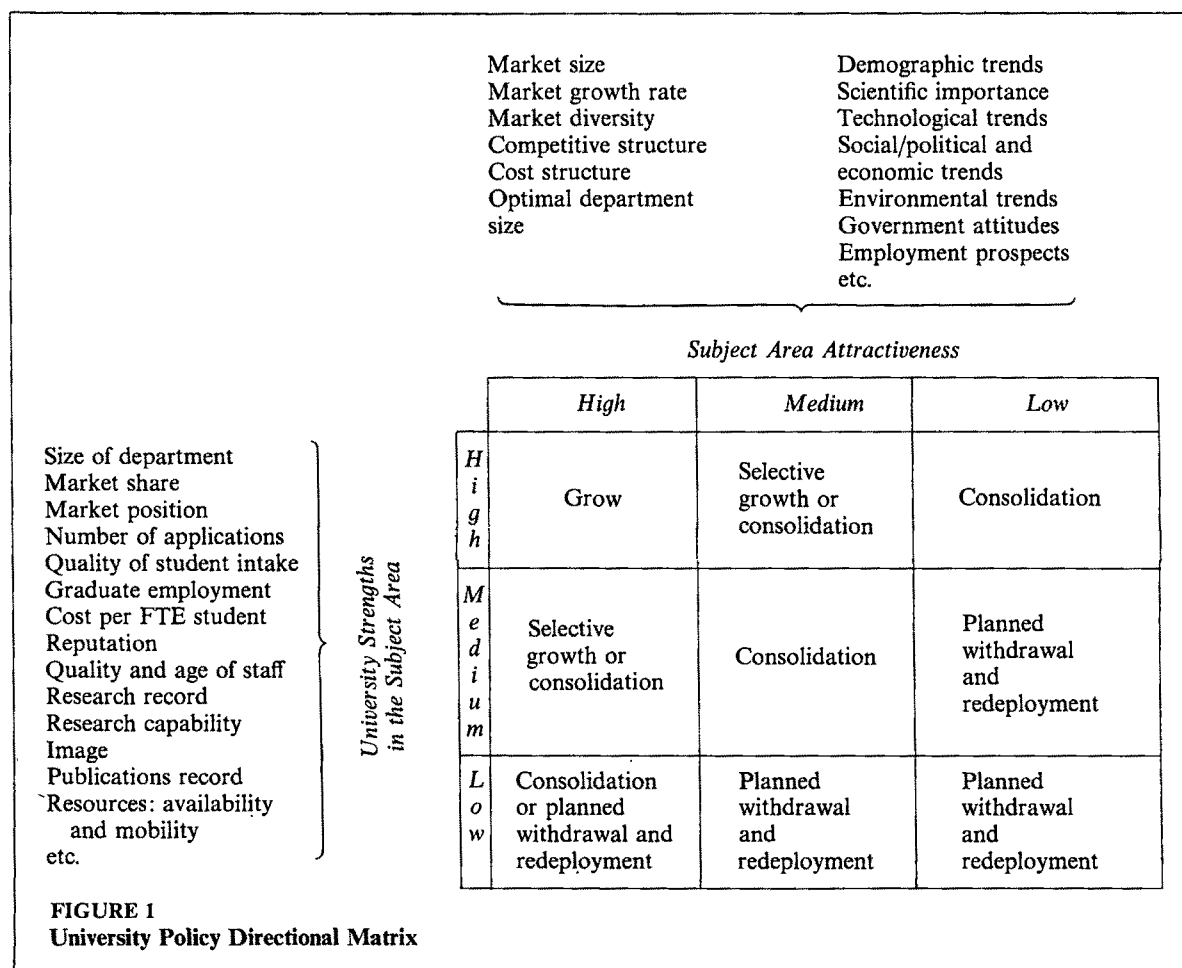 Market size
Market growth rate
Market diversity
Competitive structure
Cost structure
Optimal department
size
Demographic trends
Scientific importance
Technological trends
Social/political and
economic trends
Environmental trends
Government attitudes
Employment prospects
etc.
Subject Area Attractiveness
High
Medium
Low
Size of department
Market share
Market position
Number of applications
Quality of student intake
Graduate employment
Cost per FTE student
Reputation
Quality and age of staff
Research record
Research capability
Image
Publications record
Resources: availability
and mobility
etc.
University Strengths
in the Subject Area
High
Grow
Selective
growth or
consolidation
Consolidation
Medium
Selective
growth or
consolidation
Consolidation
Planned
withdrawal
and
redeployment
Low
Consolidation
or planned
withdrawal and
redeployment
Planned
withdrawal
and
redeployment
Planned
withdrawal
and
redeployment
FIGURE 1
University Policy Directional Matrix